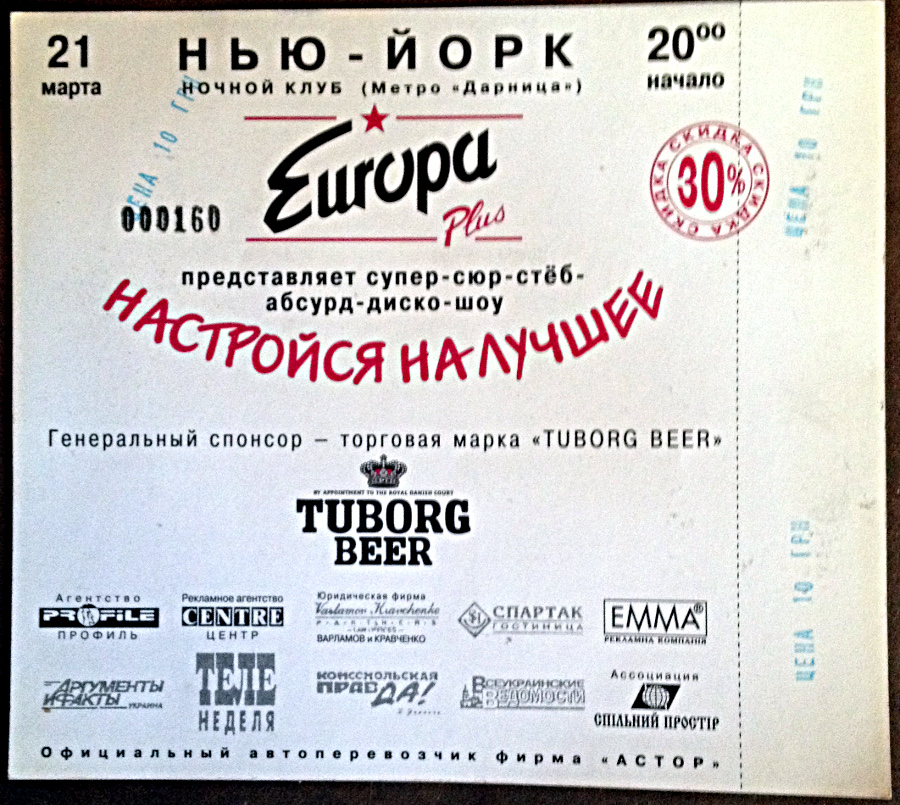 21
марта
НЬЮ-ЙОРК
НОЧНОЙ КЛУБ (Метро «Дарница»)
20⁰⁰
начало
ЦЕНА 10 ГРН
ЦЕНА 10 ГРН
000160
Europa
Plus
СКИДКА СКИДКА СКИДКА
30%
представляет супер-сюр-стёб-
абсурд-диско-шоу
НАСТРОЙСЯ НА ЛУЧШЕЕ
Генеральный спонсор – торговая марка «TUBORG BEER»
BY APPOINTMENT TO THE ROYAL DANISH COURT
TUBORG
BEER
ЦЕНА 10 ГРН
Агентство
PROFILE
ПРОФИЛЬ
Рекламное агентство
CENTRE
ЦЕНТР
Юридическая фирма
Varlamov Kravchenko
PARTNERS
LAW OFFICES
ВАРЛАМОВ И КРАВЧЕНКО
СПАРТАК
ГОСТИНИЦА
EMMA®
РЕКЛАМНА КОМПАНІЯ
АРГУМЕНТЫ
И ФАКТЫ
УКРАИНА
ТЕЛЕ
НЕДЕЛЯ
КОМСОМОЛЬСКАЯ
ПРАВДА!
ВСЕУКРАИНСКИЕ
ВЕДОМОСТИ
Ассоциация
СПІЛЬНИЙ ПРОСТІР
Официальный автоперевозчик фирма «АСТОР»